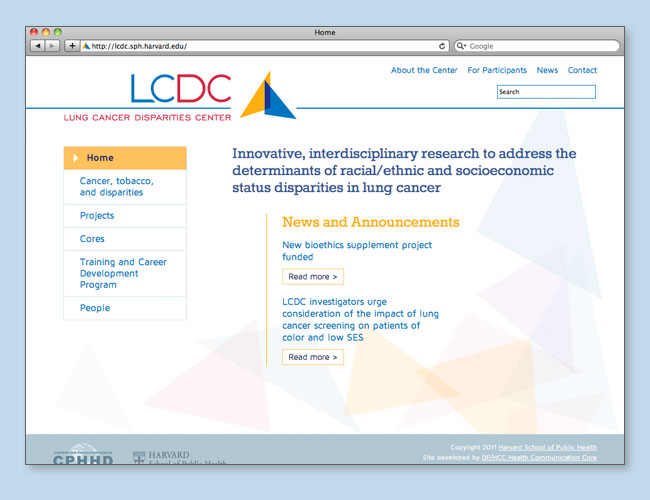 Home
http://lcdc.sph.harvard.edu/
Google
About the Center
For Participants
News
Contact
Search
LCDC
LUNG CANCER DISPARITIES CENTER
Home
Cancer, tobacco,
and disparities
Projects
Cores
Training and Career
Development
Program
People
Innovative, interdisciplinary research to address the
determinants of racial/ethnic and socioeconomic
status disparities in lung cancer
News and Announcements
New bioethics supplement project
funded
Read more >
LCDC investigators urge
consideration of the impact of lung
cancer screening on patients of
color and low SES
Read more >
CPHHD
HARVARD
School of Public Health
Copyright 2011 Harvard School of Public Health
Site developed by DF/HCC Health Communication Core